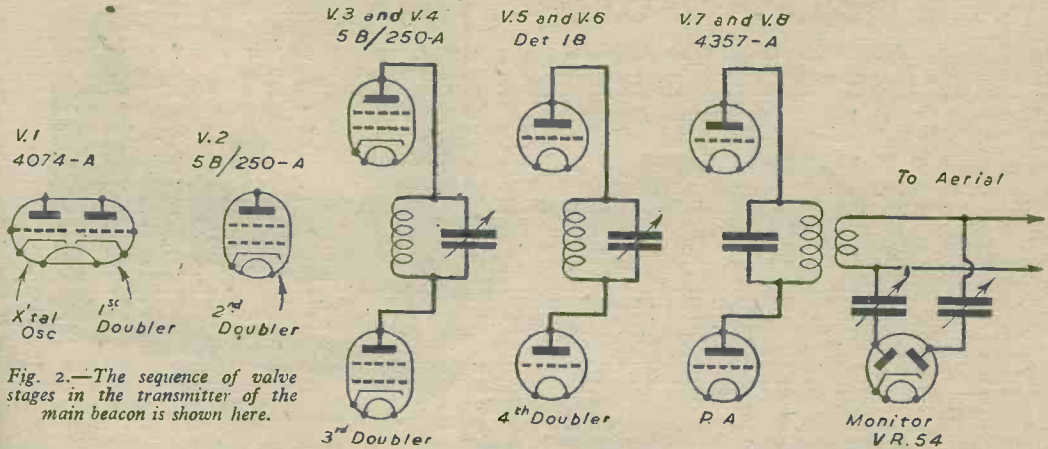 V.3 and V.4
5B/250-A
V.5 and V.6
Det 1B
V.7 and V.8
4357-A
V.1
4074-A
V.2
5B/250-A
To Aerial
X'tal
Osc
1st
Doubler
2nd
Doubler
Fig. 2.—The sequence of valve
stages in the transmitter of the
main beacon is shown here.
3rd Doubler
4th Doubler
P.A
Monitor
VR.54